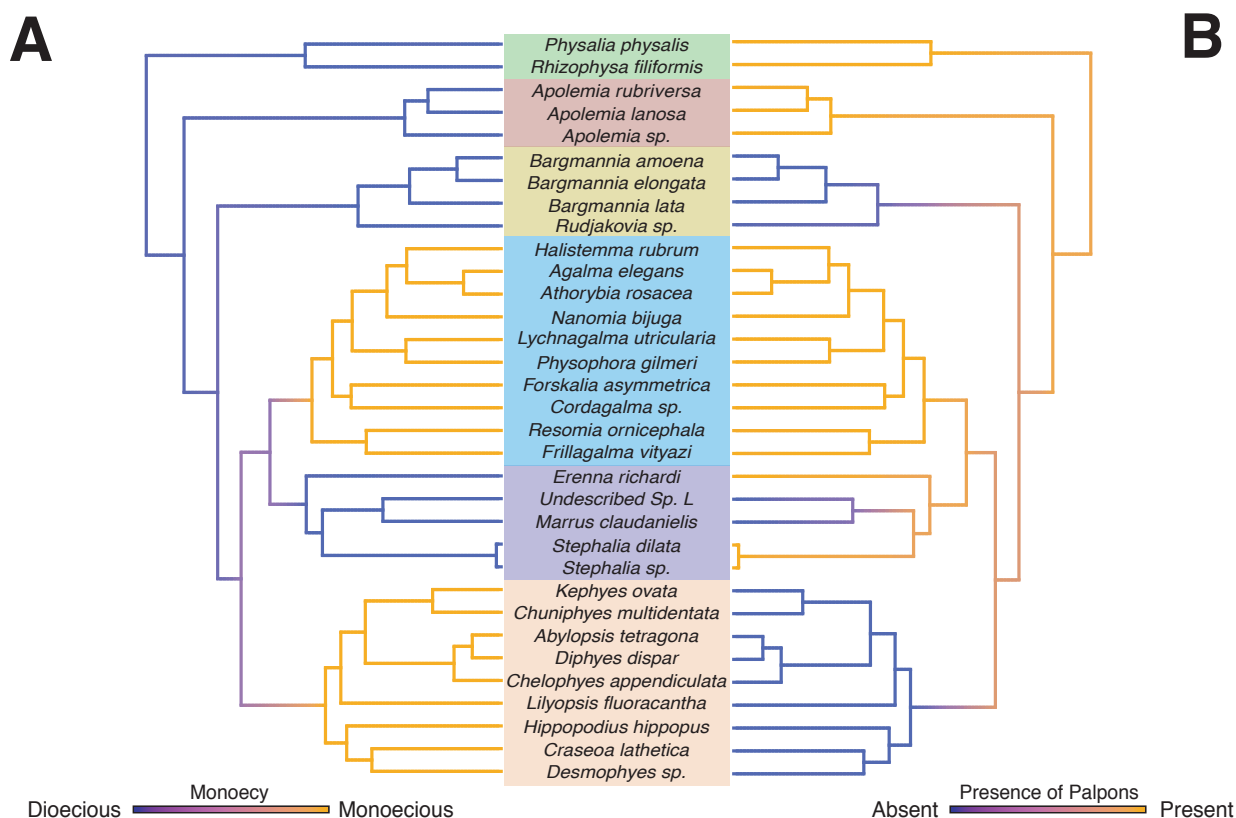 A
B
Physalia physalis
Rhizophysa filiformis
Apolemia rubriversa
Apolemia lanosa
Apolemia sp.
Bargmannia amoena
Bargmannia elongata
Bargmannia lata
Rudjakovia sp.
Halistemma rubrum
Agalma elegans
Athorybia rosacea
Nanomia bijuga
Lychnagalma utricularia
Physophora gilmeri
Forskalia asymmetrica
Cordagalma sp.
Resomia ornicephala
Frillagalma vityazi
Erenna richardi
Undescribed Sp. L
Marrus claudanielis
Stephalia dilata
Stephalia sp.
Kephyes ovata
Chuniphyes multidentata
Abylopsis tetragona
Diphyes dispar
Chelophyes appendiculata
Lilyopsis fluoracantha
Hippopodius hippopus
Craseoa lathetica
Desmophyes sp.
Monoecy
Dioecious Monoecious
Presence of Palpons
Absent Present